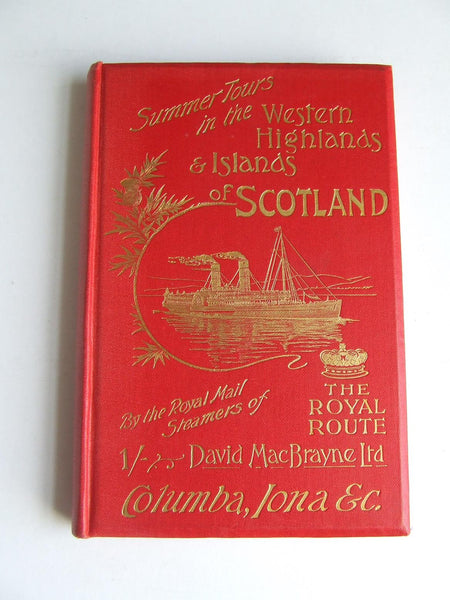 Summer Tours
in the Western
Highlands
& Islands
of SCOTLAND
By the Royal Mail
Steamers of
THE
ROYAL
ROUTE
1/- David MacBrayne Ltd
Columba, Iona &c.